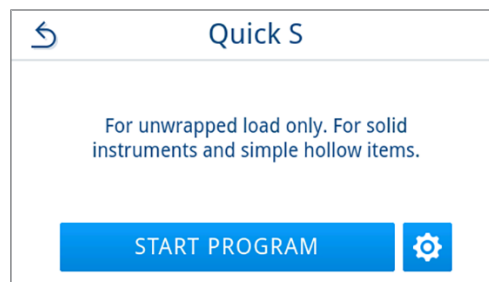 Quick S
For unwrapped load only. For solid
instruments and simple hollow items.
START PROGRAM